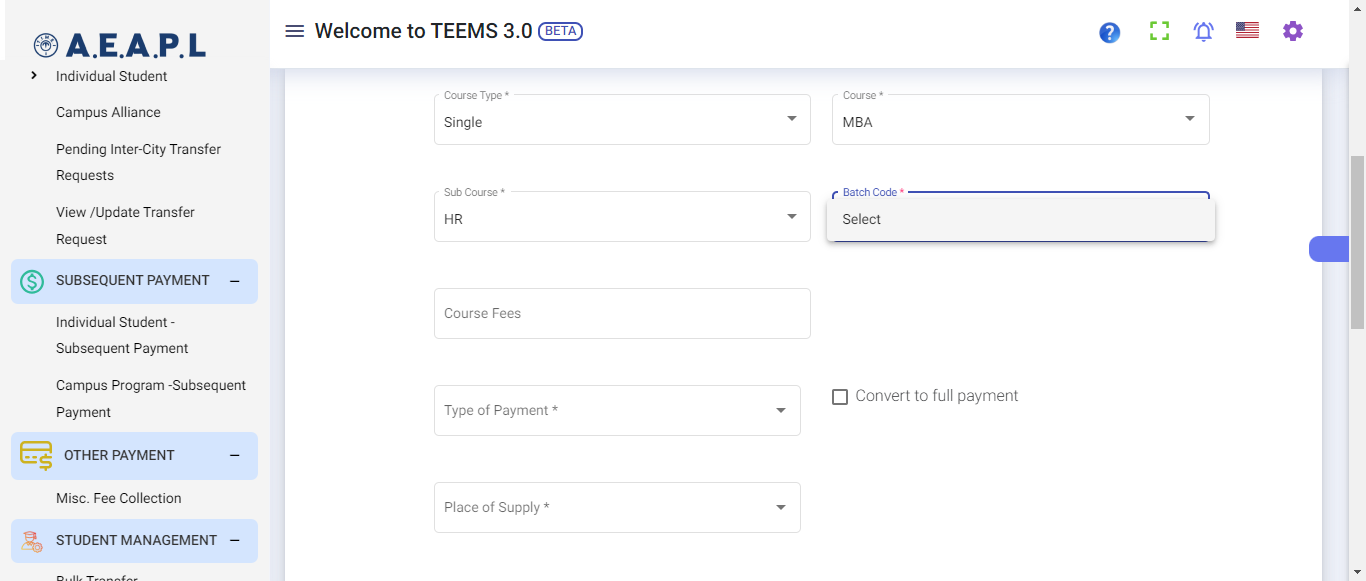 A.E.A.P.L
Individual Student
Campus Alliance
Pending Inter-City Transfer
Requests
View /Update Transfer
Request
SUBSEQUENT PAYMENT
Individual Student -
Subsequent Payment
Campus Program -Subsequent
Payment
OTHER PAYMENT
Misc. Fee Collection
STUDENT MANAGEMENT
Bulk Transfer
Welcome to TEEMS 3.0 BETA
Course Type *
Single
Course *
MBA
Sub Course *
HR
Batch Code *
Select
Course Fees
Type of Payment *
Convert to full payment
Place of Supply *